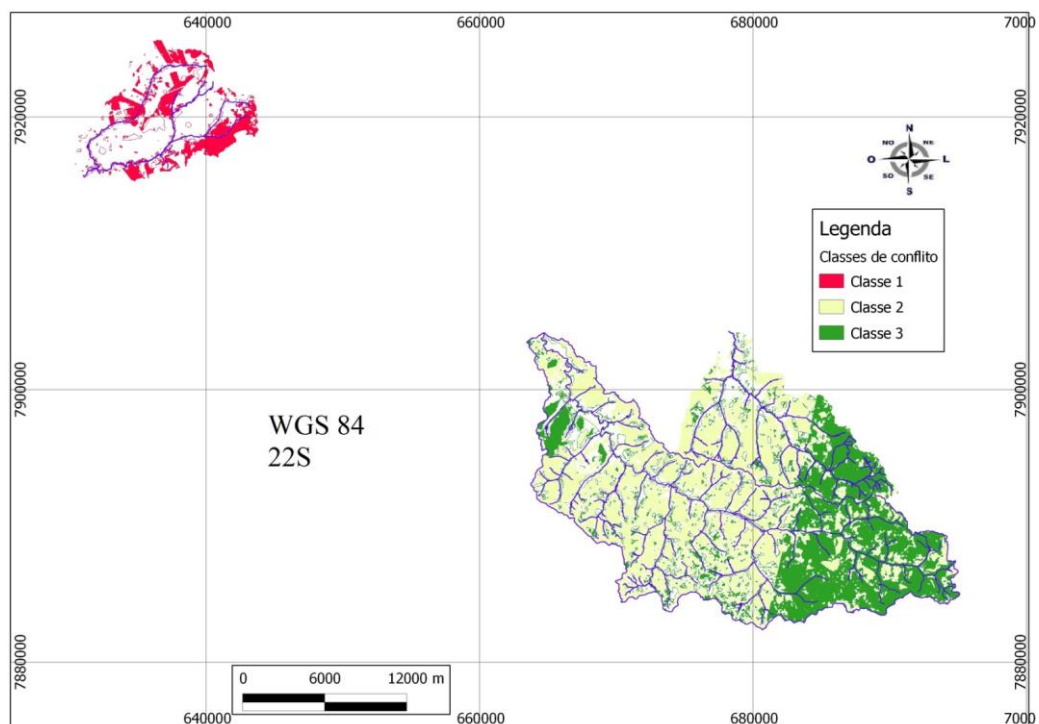 640000
660000
680000
7000
7920000
7920000
N
NO
NE
O
L
SO
SE
S
Legenda
Classes de conflito
Classe 1
Classe 2
Classe 3
7900000
7900000
WGS 84
22S
7880000
7880000
0
6000
12000 m
640000
660000
680000
7000